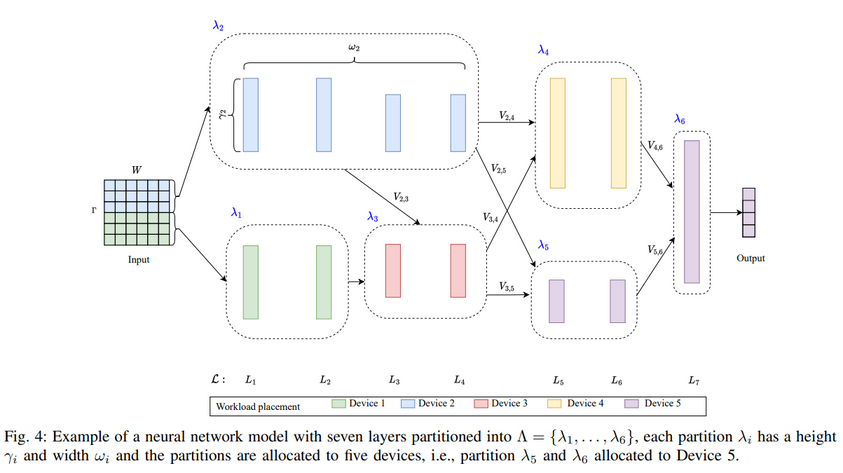 λ₂
ω₂
λ₄
γ₂
V₂,₄
λ₆
W
V₄,₆
V₂,₅
Γ
V₂,₃
λ₁
λ₃
V₃,₄
λ₅
V₅,₆
Input
Output
V₃,₅
ℒ : L₁ L₂ L₃ L₄ L₅ L₆ L₇
Workload placement Device 1 Device 2 Device 3 Device 4 Device 5
Fig. 4: Example of a neural network model with seven layers partitioned into Λ = {λ₁, . . . , λ₆}, each partition λᵢ has a height
γᵢ and width ωᵢ and the partitions are allocated to five devices, i.e., partition λ₅ and λ₆ allocated to Device 5.